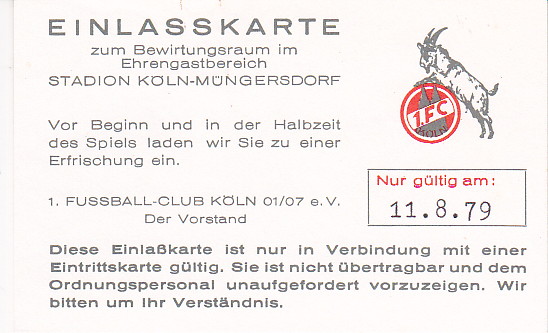 EINLASSKARTE
zum Bewirtungsraum im
Ehrengastbereich
STADION KÖLN-MÜNGERSDORF
1.FC
KÖLN
Vor Beginn und in der Halbzeit
des Spiels laden wir Sie zu einer
Erfrischung ein.
Nur gültig am:
11.8.79
1. FUSSBALL-CLUB KÖLN 01/07 e.V.
Der Vorstand
Diese Einlaßkarte ist nur in Verbindung mit einer
Eintrittskarte gültig. Sie ist nicht übertragbar und dem
Ordnungspersonal unaufgefordert vorzuzeigen. Wir
bitten um Ihr Verständnis.